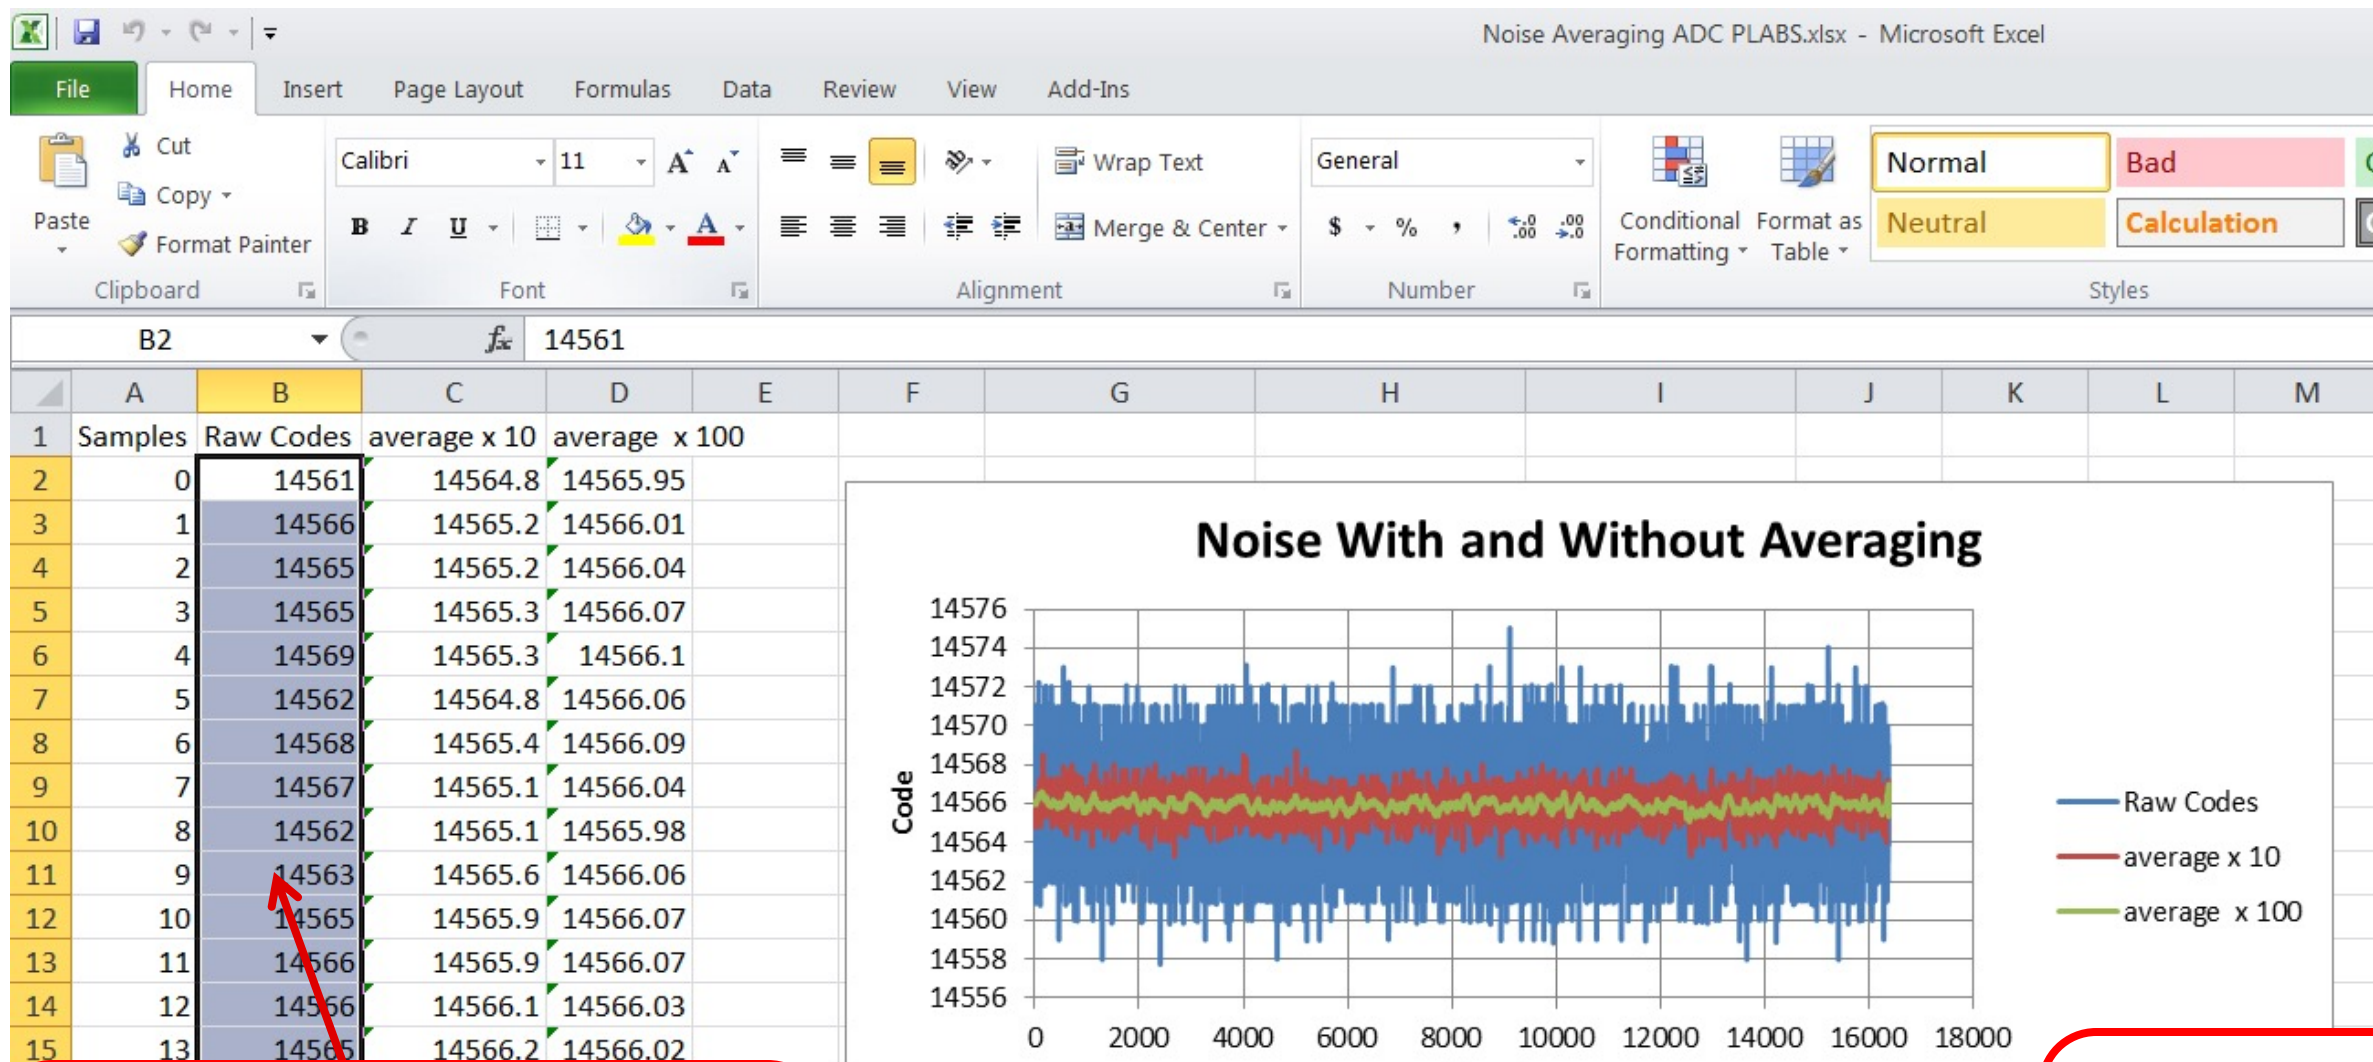 Noise Averaging ADC PLABS.xlsx - Microsoft Excel
File Home Insert Page Layout Formulas Data Review View Add-Ins
Paste
Cut
Copy
Format Painter
Clipboard
Calibri 11 A A
B I U A
Font
Wrap Text
Merge & Center
Alignment
General
$ % , .0 .00 .00 .0
Number
Conditional Formatting
Format as Table
Normal Bad
Neutral Calculation
Styles
B2 fx 14561
A B C D E F G H I J K L M
1 Samples Raw Codes average x 10 average x 100
2 0 14561 14564.8 14565.95
3 1 14566 14565.2 14566.01
4 2 14565 14565.2 14566.04
5 3 14565 14565.3 14566.07
6 4 14569 14565.3 14566.1
7 5 14562 14564.8 14566.06
8 6 14568 14565.4 14566.09
9 7 14567 14565.1 14566.04
10 8 14562 14565.1 14565.98
11 9 14563 14565.6 14566.06
12 10 14565 14565.9 14566.07
13 11 14566 14565.9 14566.07
14 12 14566 14566.1 14566.03
15 13 14565 14566.2 14566.02
Noise With and Without Averaging
Code
14576
14574
14572
14570
14568
14566
14564
14562
14560
14558
14556
0 2000 4000 6000 8000 10000 12000 14000 16000 18000
Raw Codes
average x 10
average x 100